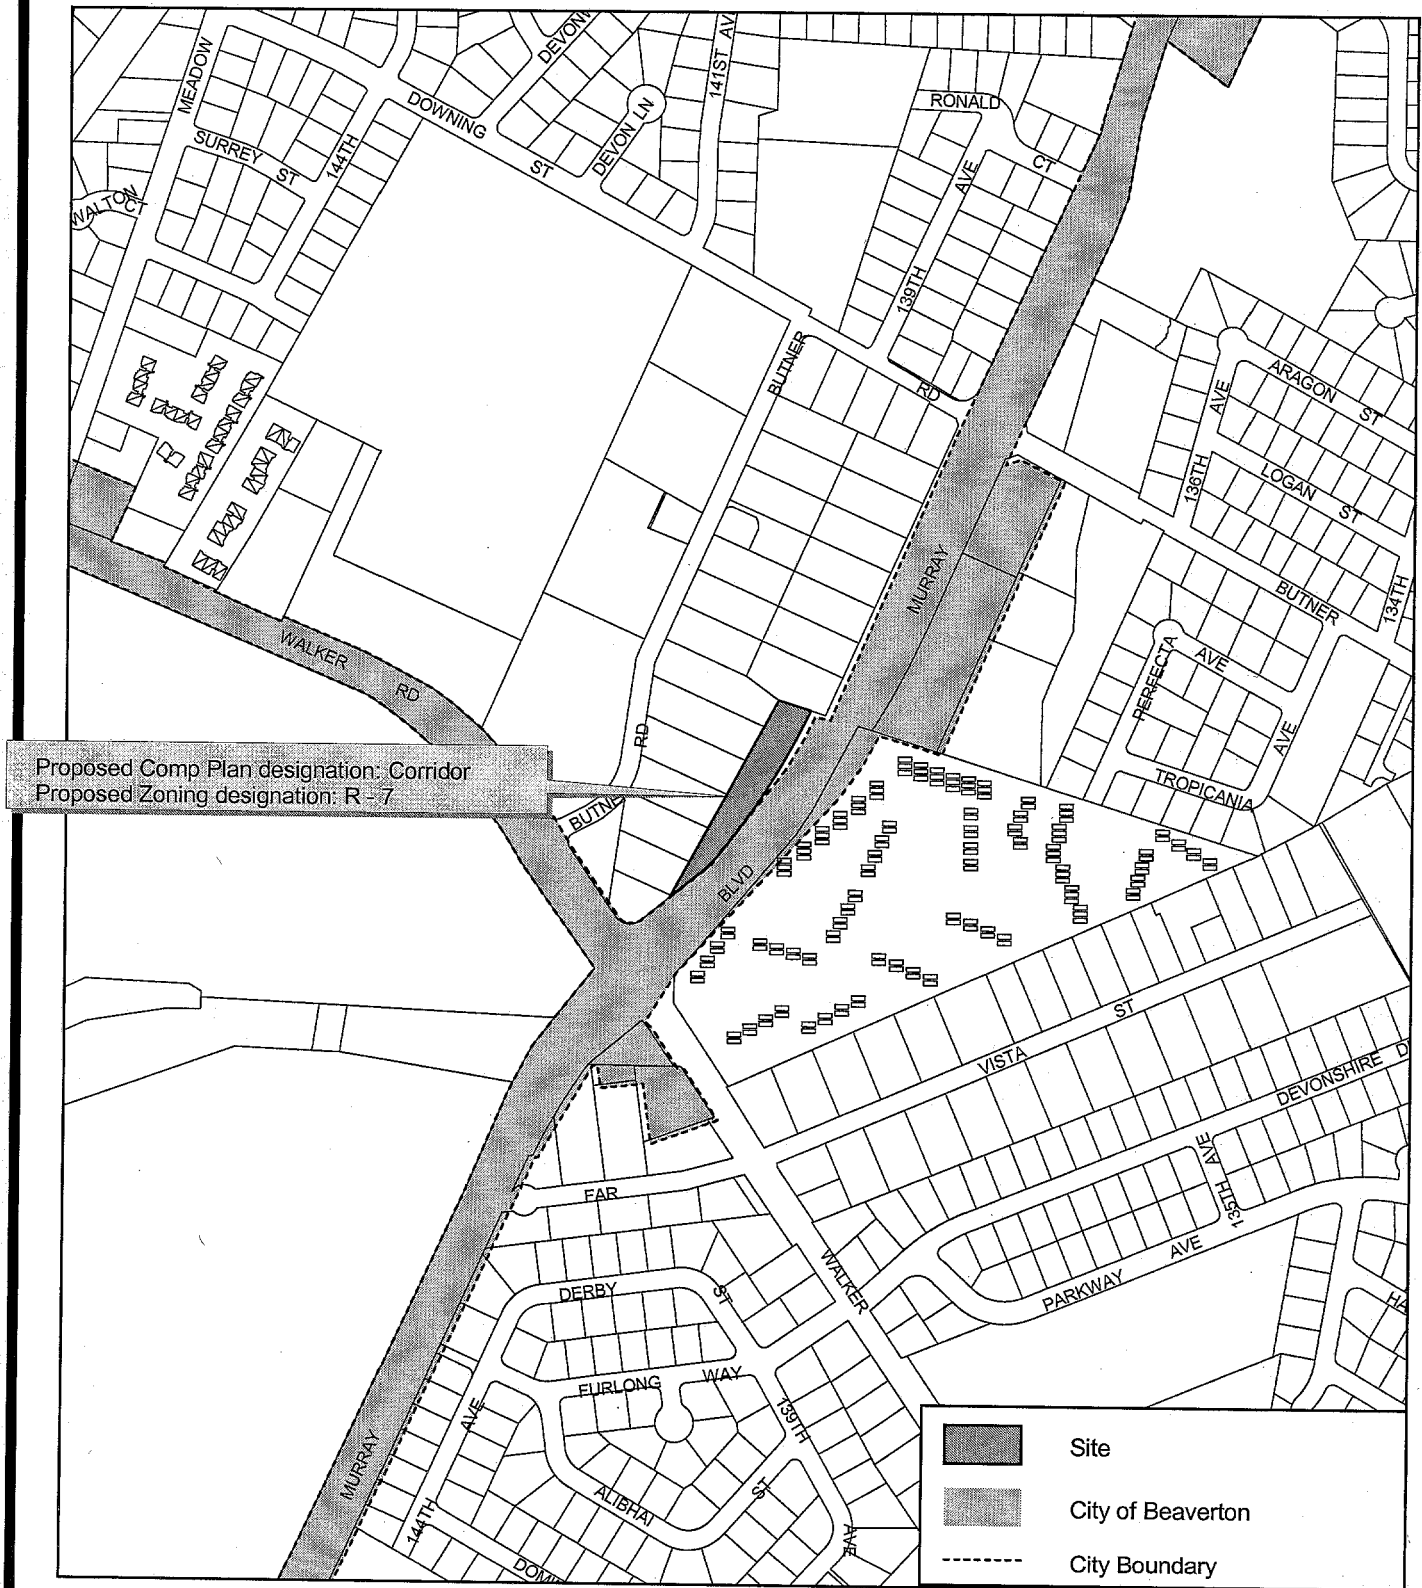 MEADOW
SURREY
ST
144TH
WALTON
CT
DOWNING
ST
DEVON LN
141ST AV
RONALD
CT
AVE
139TH
BUTNER
RD
ARAGON
ST
AVE
136TH
LOGAN
ST
BUTNER
134TH
MURRAY
PERFECTA
AVE
AVE
TROPICANIA
WALKER
RD
RD
Proposed Comp Plan designation: Corridor
Proposed Zoning designation: R - 7
BLVD
VISTA
ST
DEVONSHIRE
AVE
135TH
PARKWAY
AVE
FAR
WALKER
DERBY
ST
FURLONG
WAY
139TH
AVE
MURRAY
AVE
144TH
ALIBHAI
ST
Site
City of Beaverton
City Boundary